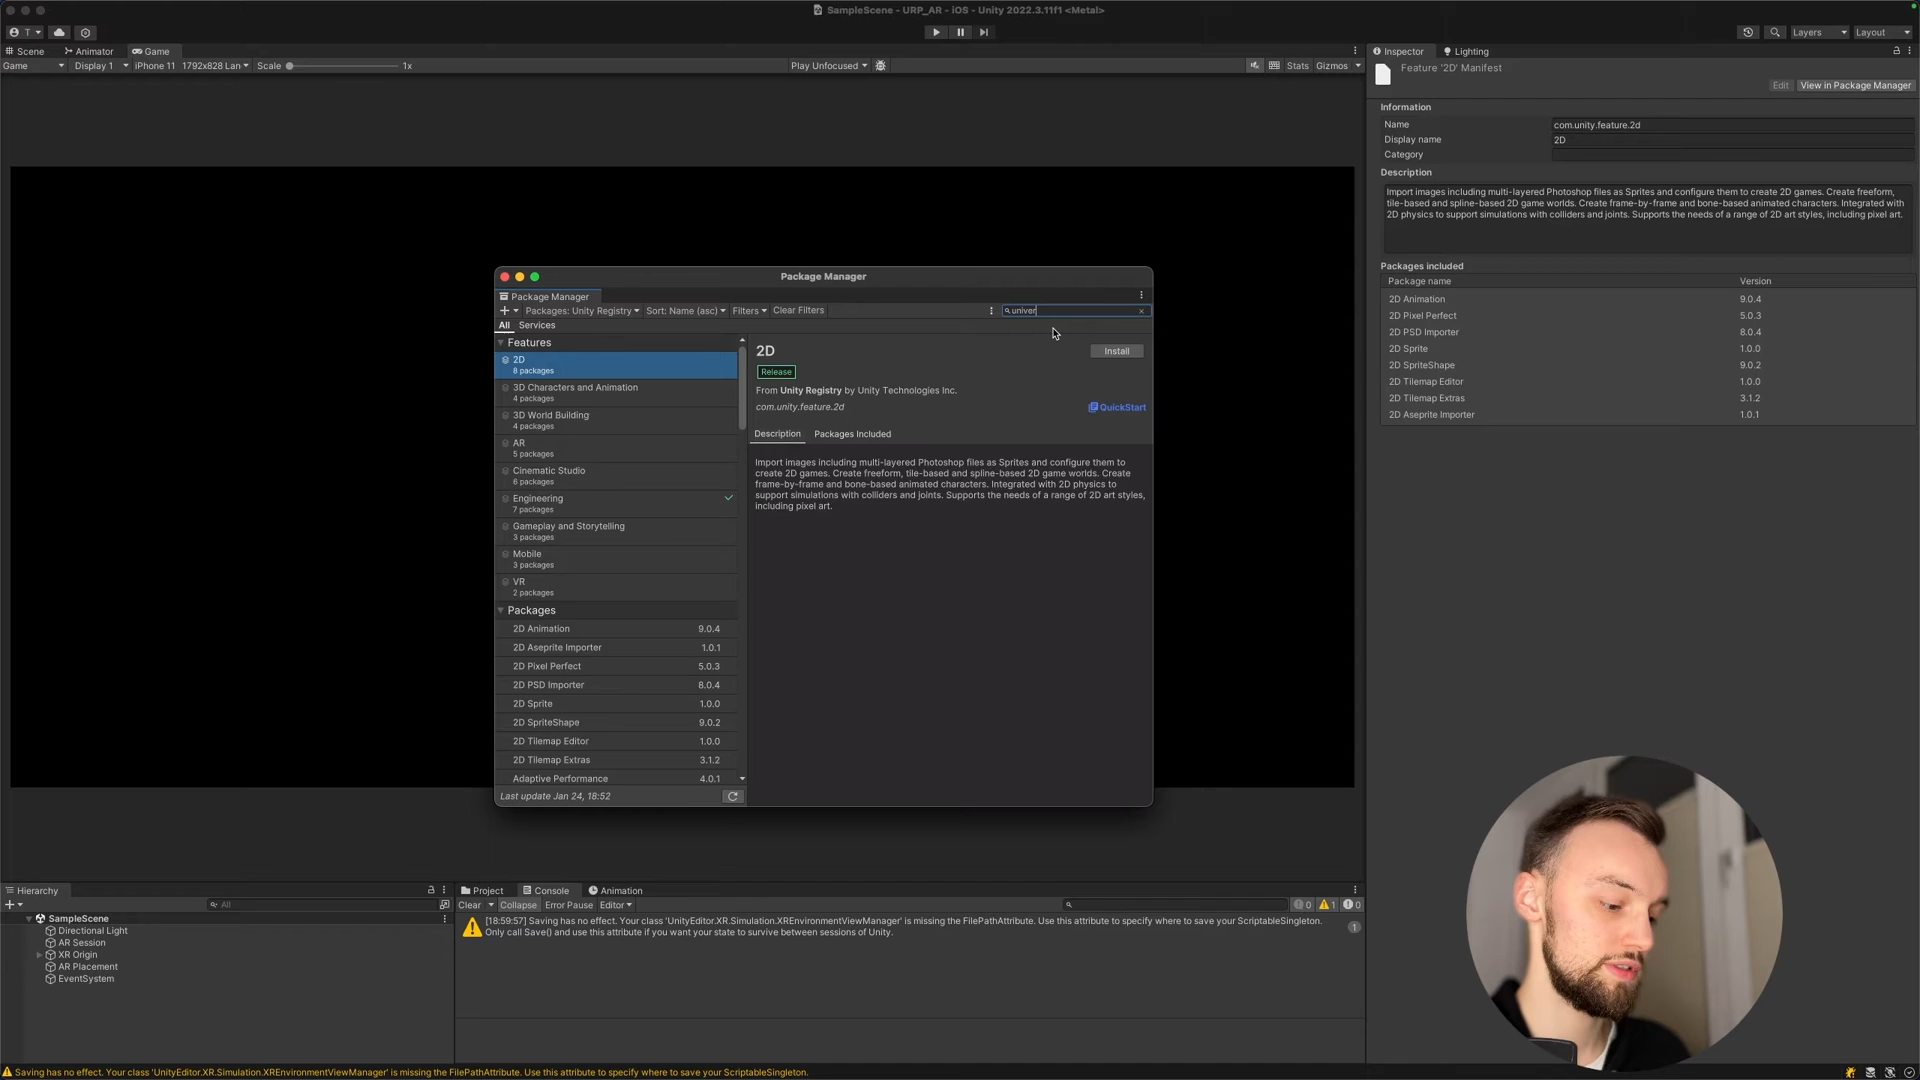 SampleScene - URP_AR - iOS - Unity 2022.3.11f1 <Metal>
T
Layers
Layout
Scene
Animator
Game
Game
Display 1
iPhone 11 1792x828 Lan
Scale
1x
Play Unfocused
Stats
Gizmos
Inspector
Lighting
Feature '2D' Manifest
Edit
View in Package Manager
Information
Name
com.unity.feature.2d
Display name
2D
Category
Description
Import images including multi-layered Photoshop files as Sprites and configure them to create 2D games. Create freeform,
tile-based and spline-based 2D game worlds. Create frame-by-frame and bone-based animated characters. Integrated with
2D physics to support simulations with colliders and joints. Supports the needs of a range of 2D art styles, including pixel art.
Packages included
Package name Version
2D Animation 9.0.4
2D Pixel Perfect 5.0.3
2D PSD Importer 8.0.4
2D Sprite 1.0.0
2D SpriteShape 9.0.2
2D Tilemap Editor 1.0.0
2D Tilemap Extras 3.1.2
2D Aseprite Importer 1.0.1
Package Manager
Package Manager
Packages: Unity Registry
Sort: Name (asc)
Filters
Clear Filters
univer
All
Services
Features
2D
8 packages
3D Characters and Animation
4 packages
3D World Building
4 packages
AR
5 packages
Cinematic Studio
6 packages
Engineering
7 packages
Gameplay and Storytelling
3 packages
Mobile
3 packages
VR
2 packages
Packages
2D Animation 9.0.4
2D Aseprite Importer 1.0.1
2D Pixel Perfect 5.0.3
2D PSD Importer 8.0.4
2D Sprite 1.0.0
2D SpriteShape 9.0.2
2D Tilemap Editor 1.0.0
2D Tilemap Extras 3.1.2
Adaptive Performance 4.0.1
Last update Jan 24, 18:52
2D
Install
Release
From Unity Registry by Unity Technologies Inc.
com.unity.feature.2d
QuickStart
Description
Packages Included
Import images including multi-layered Photoshop files as Sprites and configure them to
create 2D games. Create freeform, tile-based and spline-based 2D game worlds. Create
frame-by-frame and bone-based animated characters. Integrated with 2D physics to
support simulations with colliders and joints. Supports the needs of a range of 2D art styles,
including pixel art.
Hierarchy
All
SampleScene
Directional Light
AR Session
XR Origin
AR Placement
EventSystem
Project
Console
Animation
Clear
Collapse
Error Pause
Editor
0
1
0
[18:59:57] Saving has no effect. Your class 'UnityEditor.XR.Simulation.XREnvironmentViewManager' is missing the FilePathAttribute. Use this attribute to specify where to save your ScriptableSingleton.
Only call Save() and use this attribute if you want your state to survive between sessions of Unity.
1
Saving has no effect. Your class 'UnityEditor.XR.Simulation.XREnvironmentViewManager' is missing the FilePathAttribute. Use this attribute to specify where to save your ScriptableSingleton.